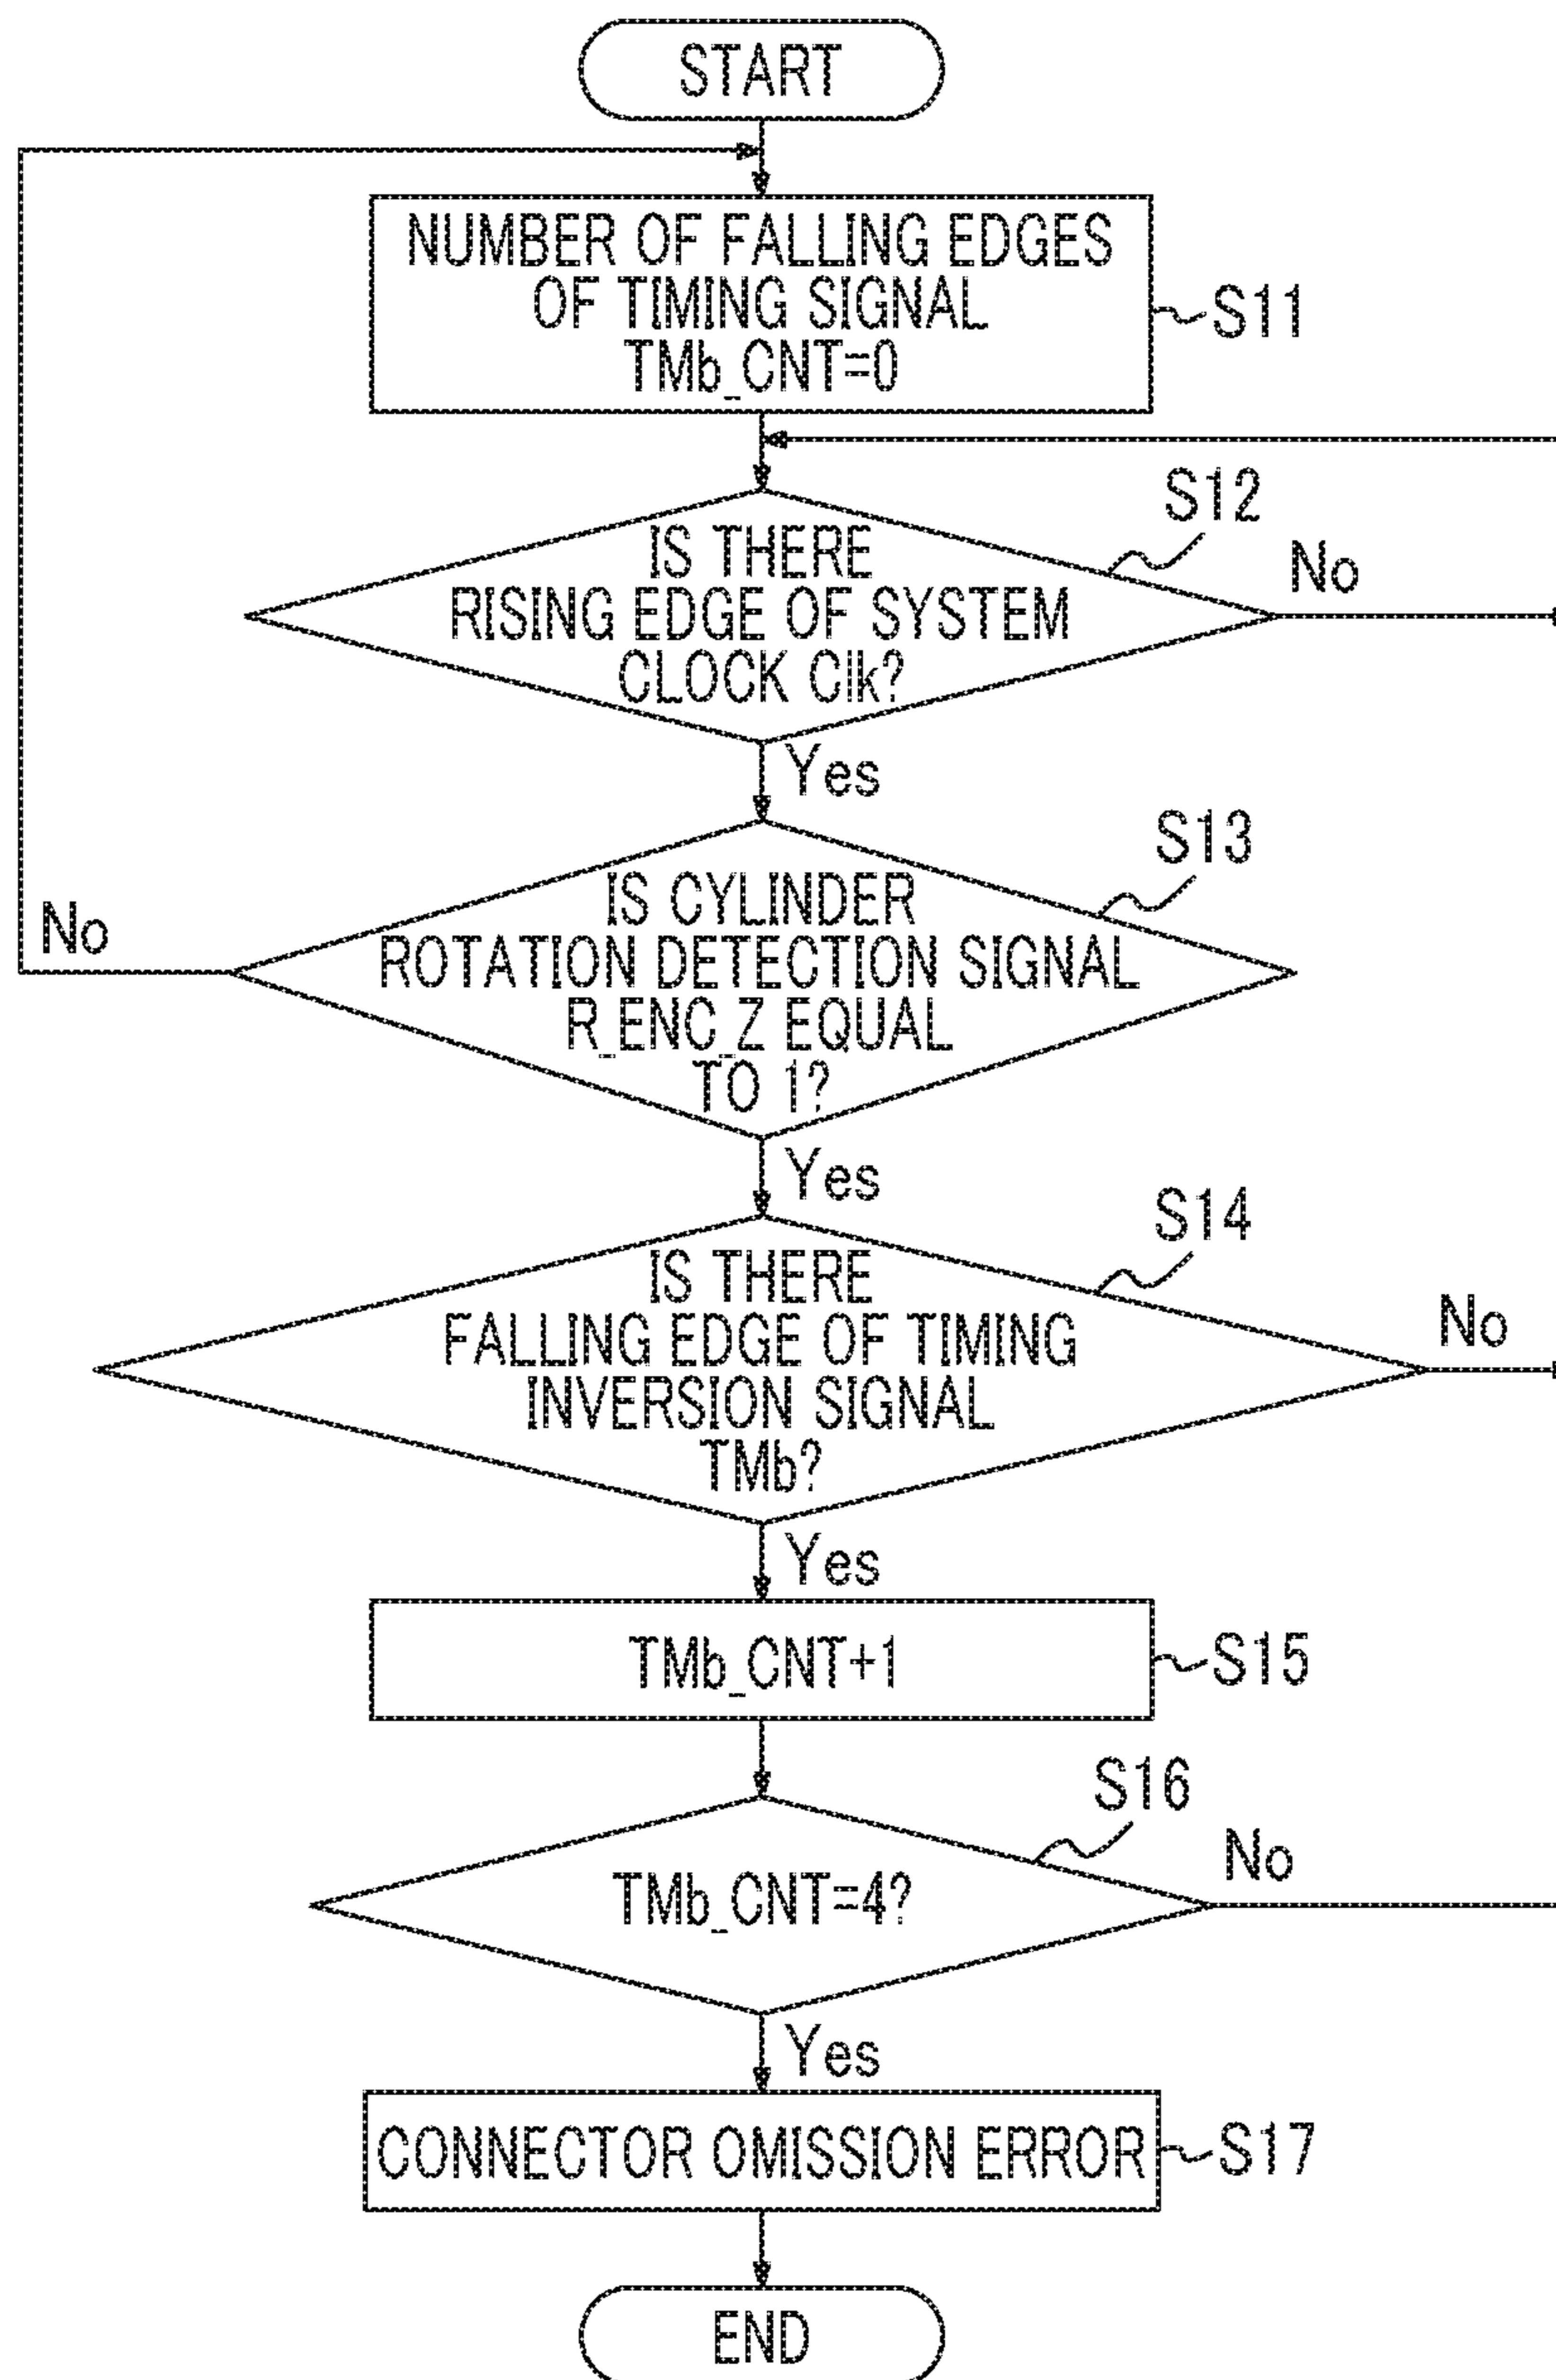 START
NUMBER OF FALLING EDGES
OF TIMING SIGNAL
TMb_CNT=0
S11
S12
IS THERE
RISING EDGE OF SYSTEM
CLOCK Clk?
No
Yes
S13
IS CYLINDER
ROTATION DETECTION SIGNAL
R_ENC_Z EQUAL
TO 1?
No
Yes
S14
IS THERE
FALLING EDGE OF TIMING
INVERSION SIGNAL
TMb?
No
Yes
TMb_CNT+1
S15
S16
TMb_CNT=4?
No
Yes
CONNECTOR OMISSION ERROR
S17
END